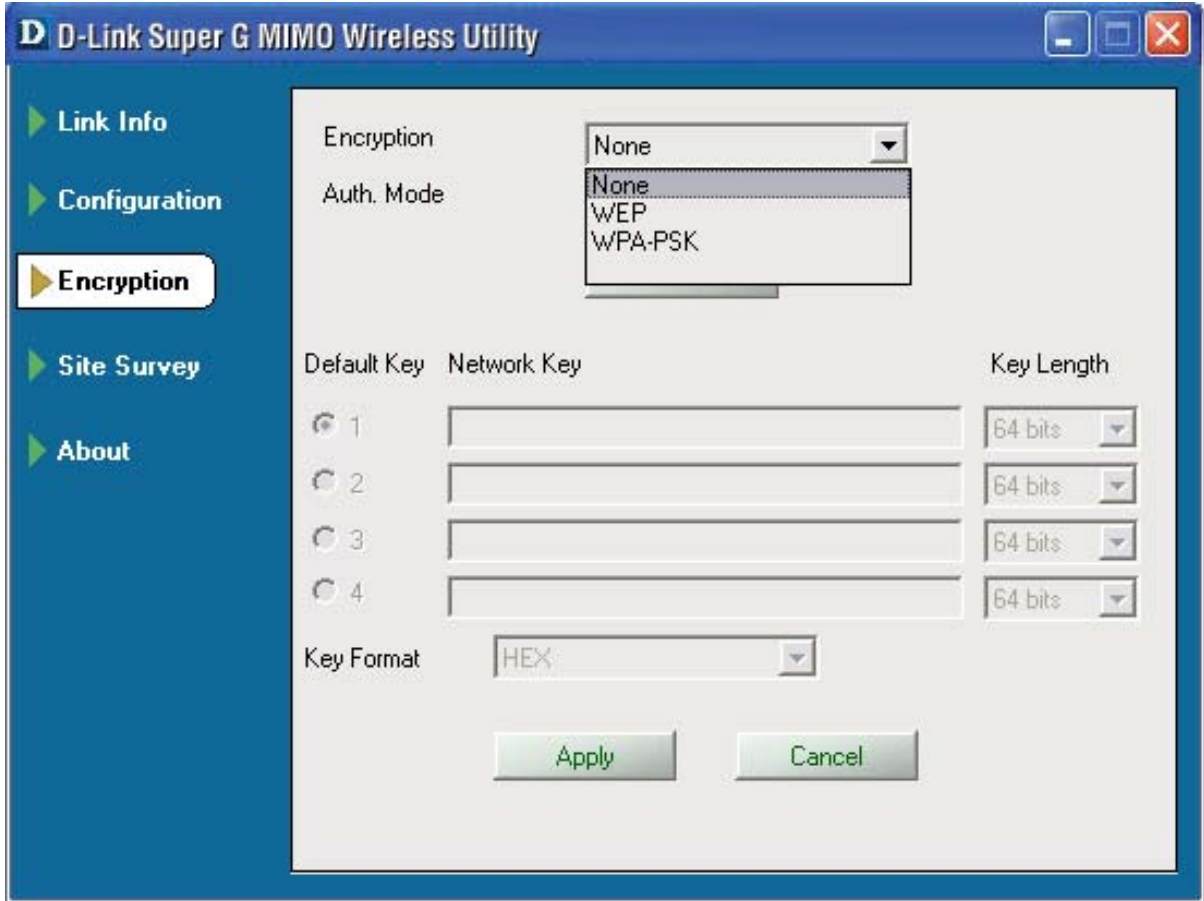 D D-Link Super G MIMO Wireless Utility
Link Info
Configuration
Encryption
Site Survey
About
Encryption None
None
WEP
WPA-PSK
Auth. Mode
Default Key Network Key Key Length
1 64 bits
2 64 bits
3 64 bits
4 64 bits
Key Format HEX
Apply Cancel